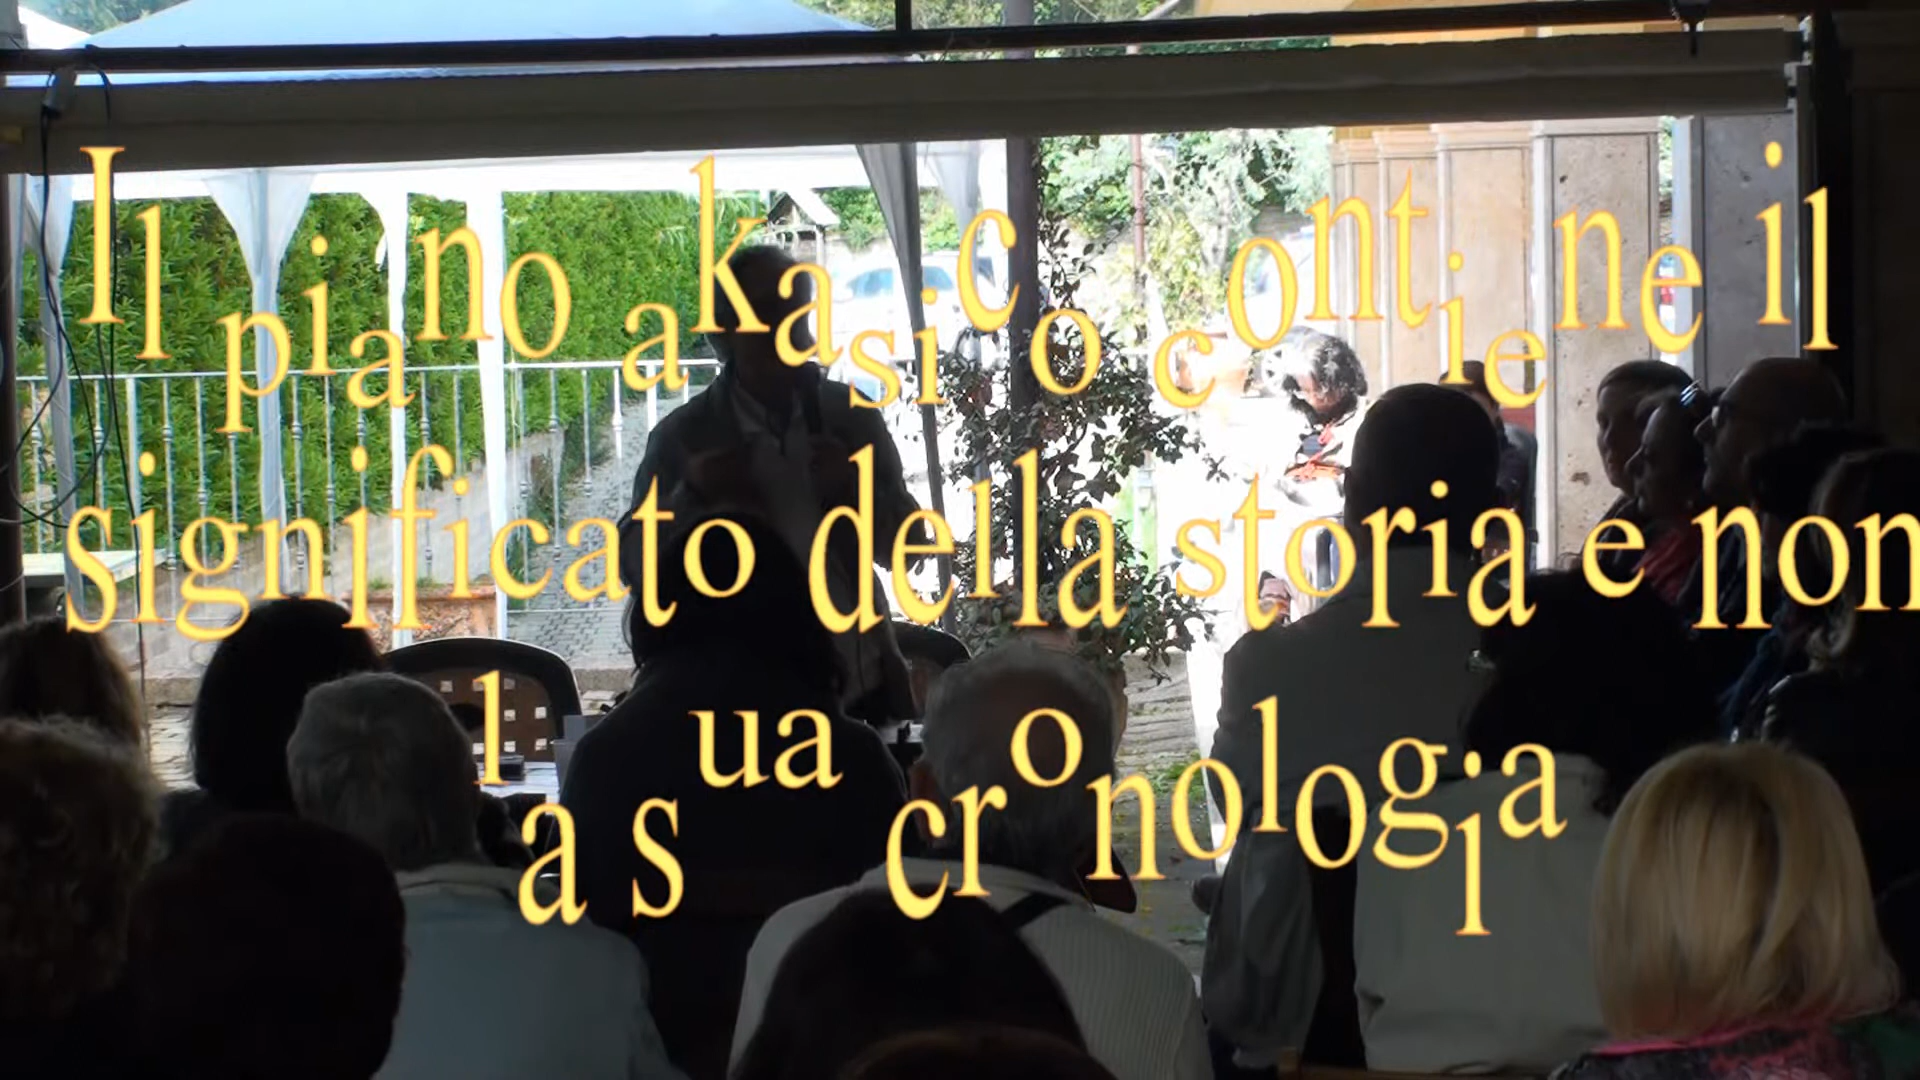 Il piano akasico contiene il
significato della storia e non
la sua cronologia